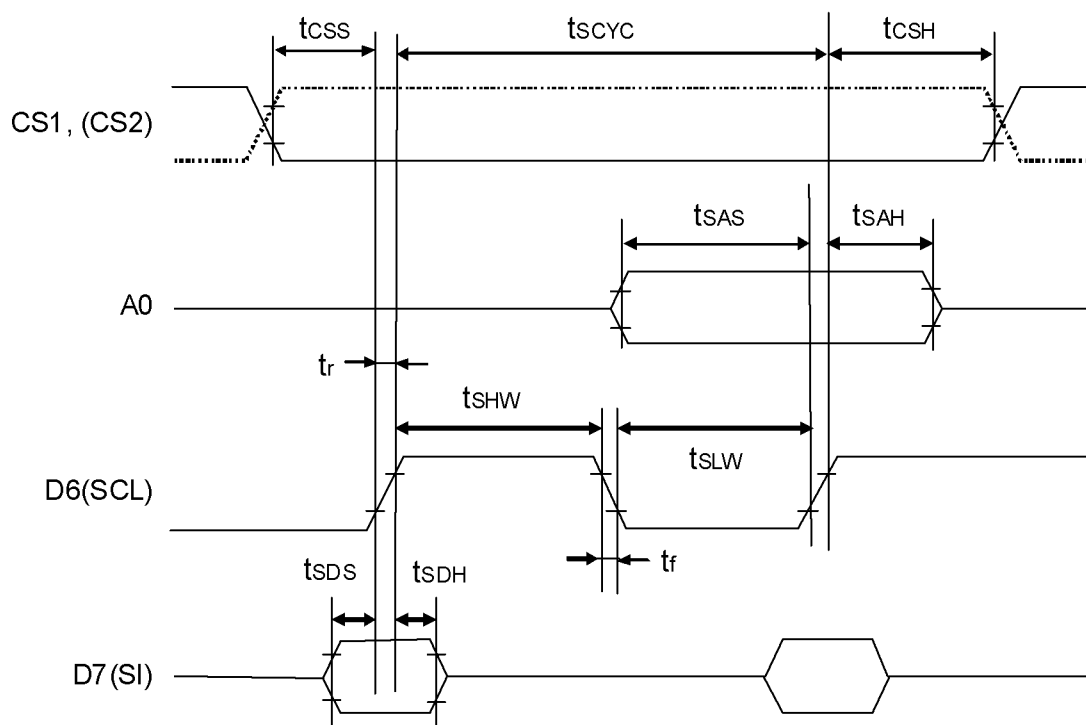 tCSS tSCYC tCSH
CS1, (CS2)
tSAS tSAH
A0
tr
tSHW
tSLW
D6(SCL)
tf
tSDS tSDH
D7(SI)